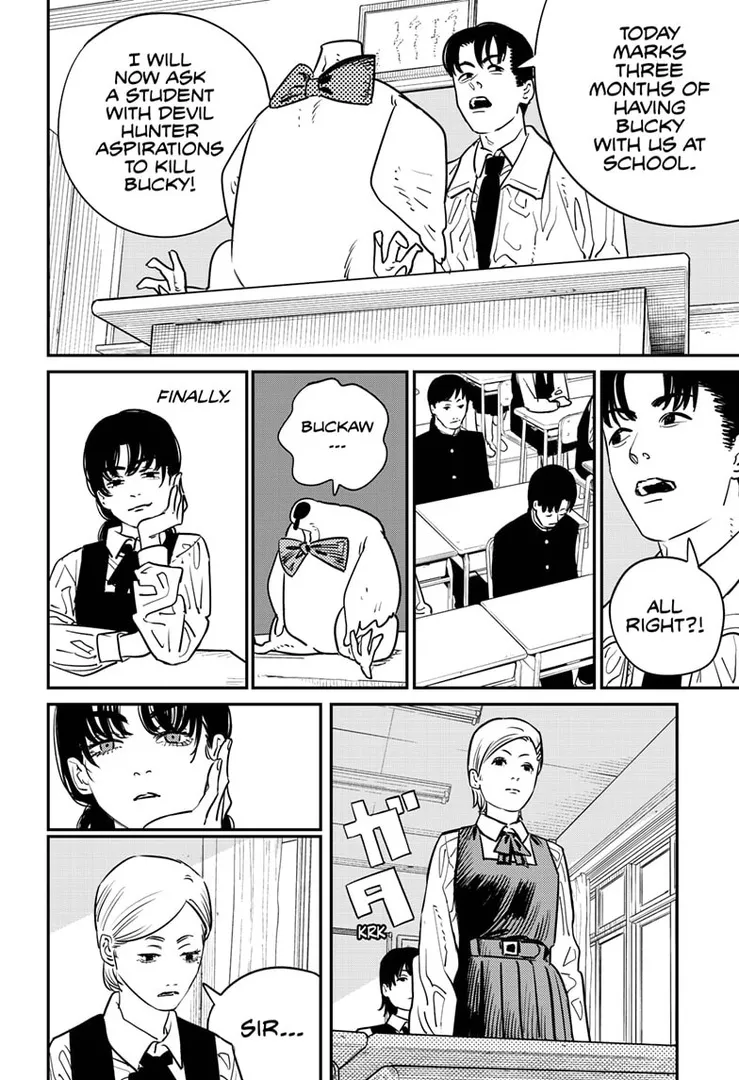 TODAY
MARKS
THREE
MONTHS OF
HAVING
BUCKY
WITH US AT
SCHOOL.
I WILL
NOW ASK
A STUDENT
WITH DEVIL
HUNTER
ASPIRATIONS
TO KILL
BUCKY!
FINALLY.
BUCKAW
...
ALL
RIGHT?!
SIR...
ガタ
KRK